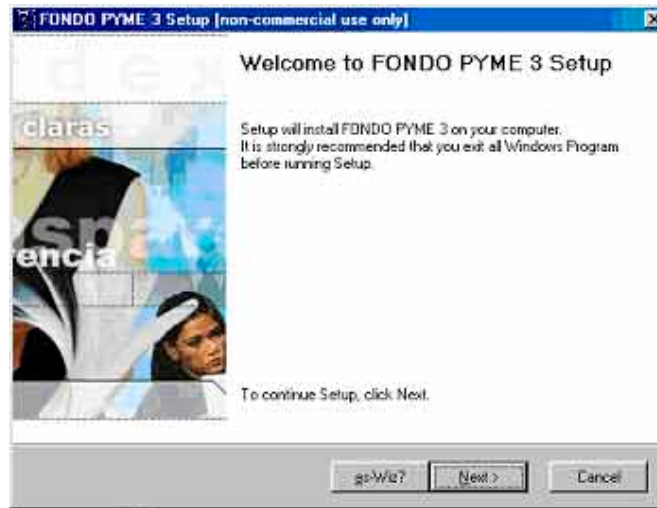 FONDO PYME 3 Setup [non-commercial use only]
Welcome to FONDO PYME 3 Setup
claras
Setup will install FONDO PYME 3 on your computer.
It is strongly recommended that you exit all Windows Program
before running Setup.
encia
To continue Setup, click Next.
gs-Wiz?
Next >
Cancel